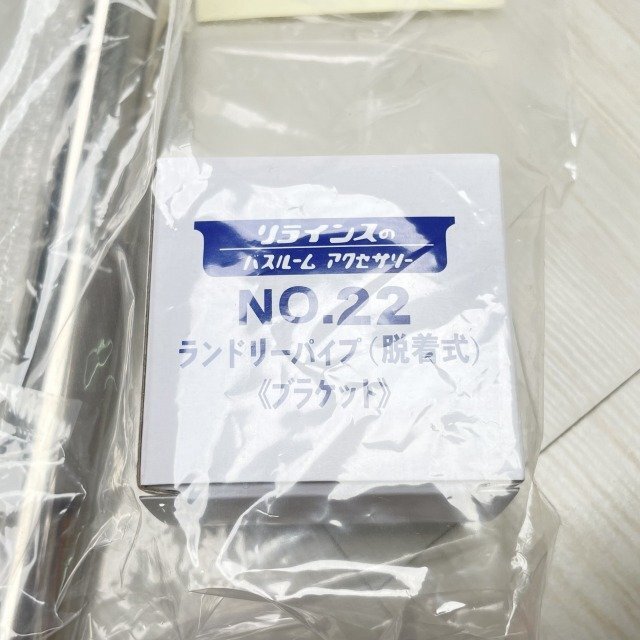 リラインスの
バスルーム アクセサリー
NO.22
ランドリーパイプ(脱着式)
《ブラケット》